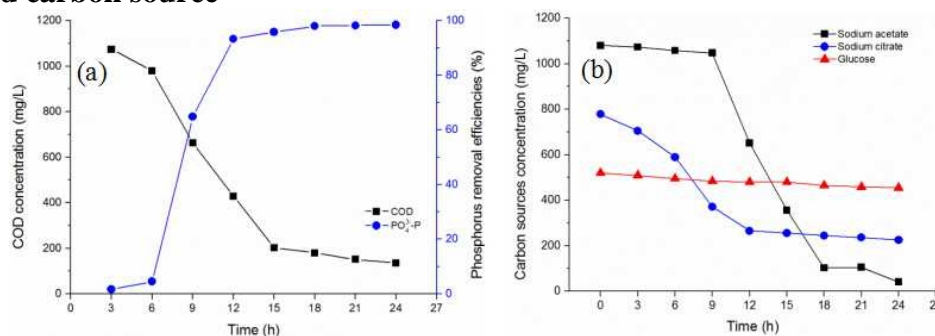 d carbon source
(a)
COD concentration (mg/L)
1200
1000
800
600
400
200
0
Phosphorus removal efficiencies (%)
100
80
60
40
20
0
COD
PO₄³⁻-P
0 3 6 9 12 15 18 21 24 27
Time (h)
(b)
Carbon sources concentration (mg/L)
1200
1000
800
600
400
200
0
Sodium acetate
Sodium citrate
Glucose
0 3 6 9 12 15 18 21 24 2
Time (h)